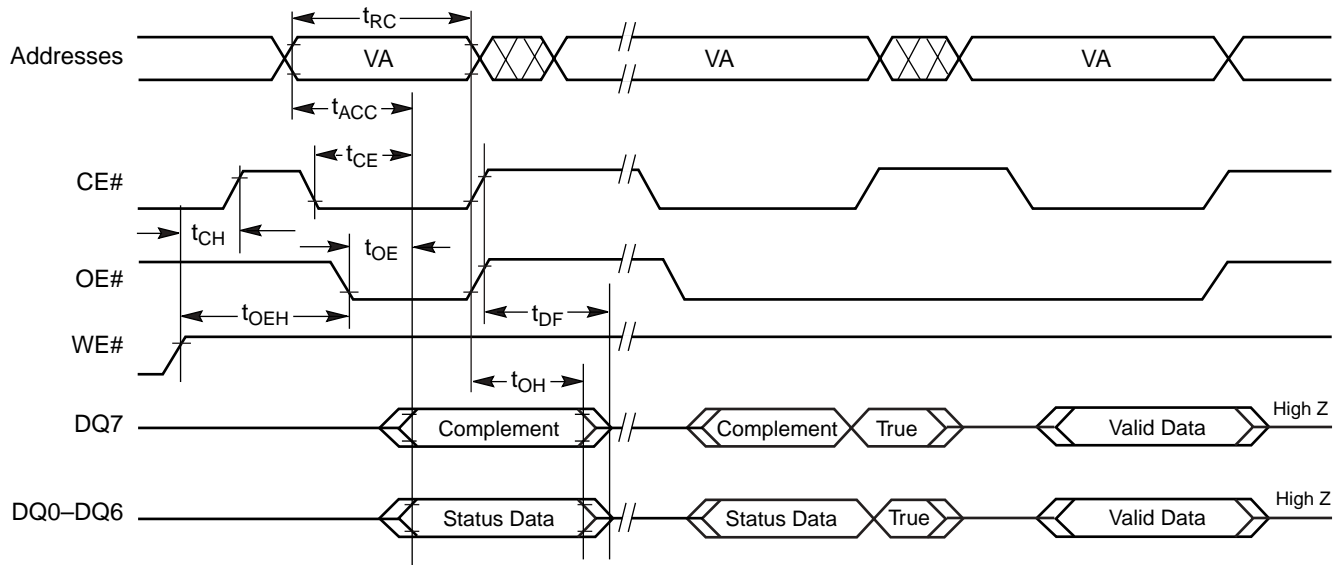 tRC
Addresses VA VA VA
tACC
tCE
CE#
tCH tOE
OE#
tOEH tDF
WE#
tOH
DQ7 Complement Complement True Valid Data High Z
DQ0–DQ6 Status Data Status Data True Valid Data High Z